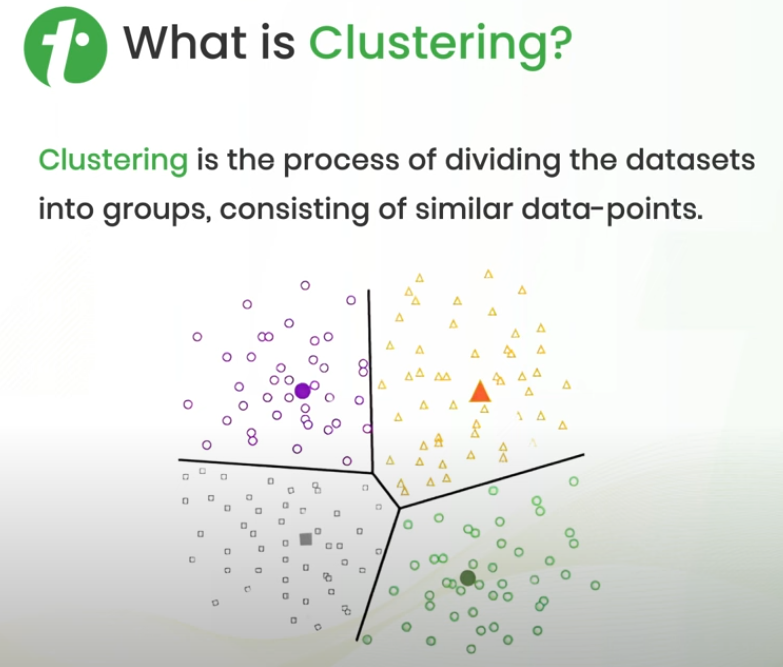 What is Clustering?
Clustering is the process of dividing the datasets
into groups, consisting of similar data-points.